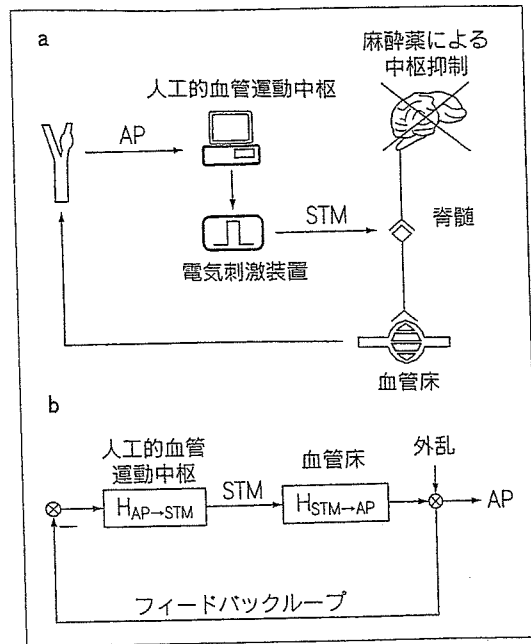 a
麻酔薬による
中枢抑制
人工的血管運動中枢
AP
STM
脊髄
電気刺激装置
血管床
b
人工的血管
運動中枢
血管床
外乱
STM
H_AP→STM
H_STM→AP
AP
−
フィードバックループ